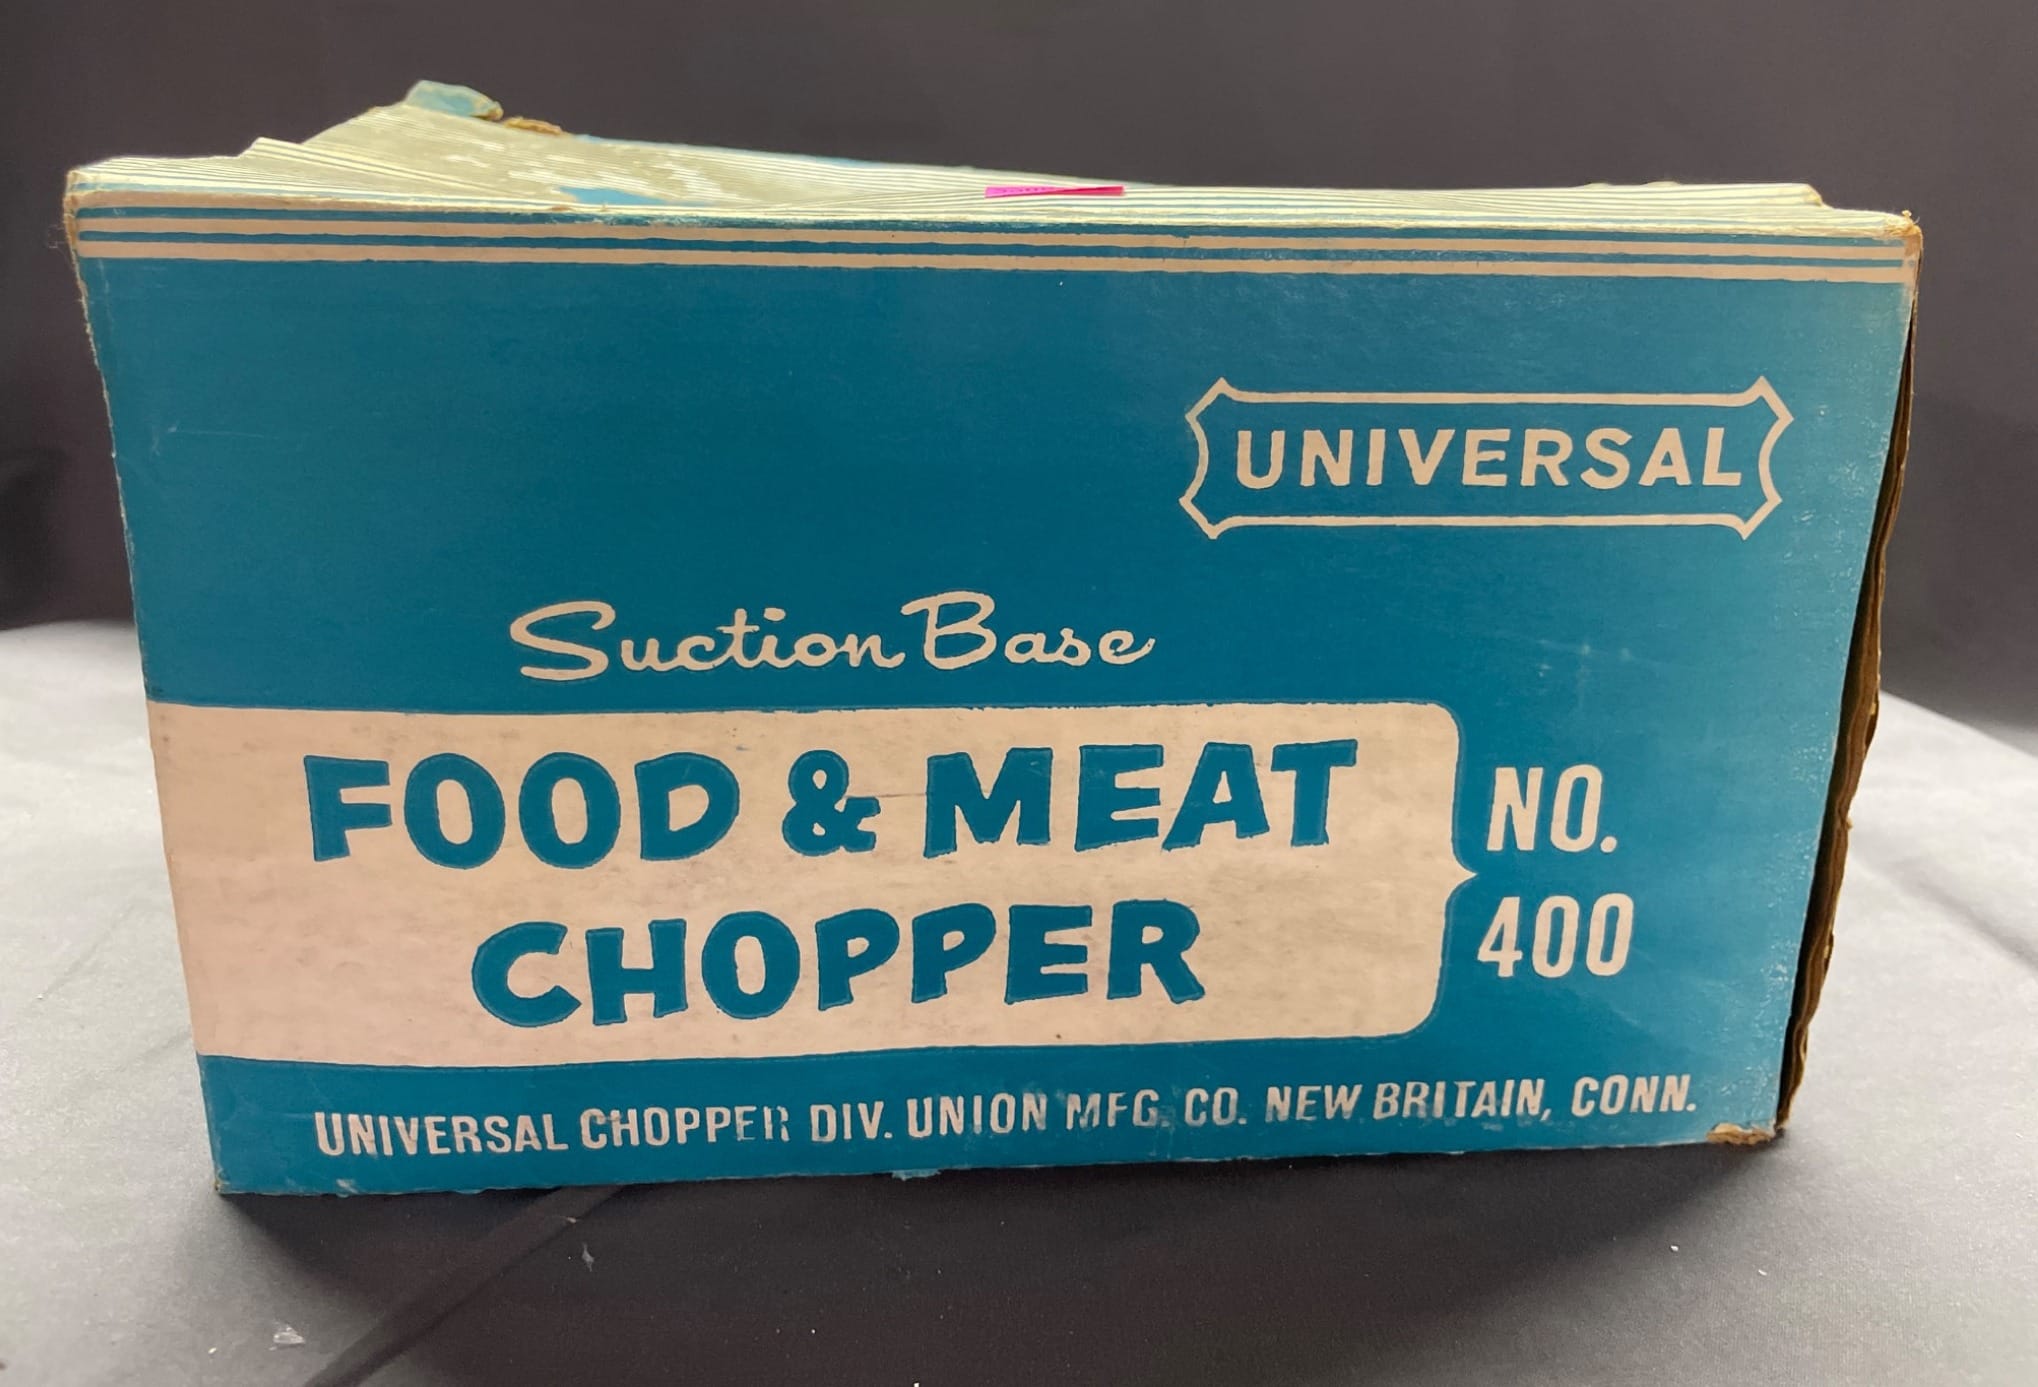 UNIVERSAL
Suction Base
FOOD & MEAT
CHOPPER
NO.
400
UNIVERSAL CHOPPER DIV. UNION MFG. CO. NEW BRITAIN, CONN.